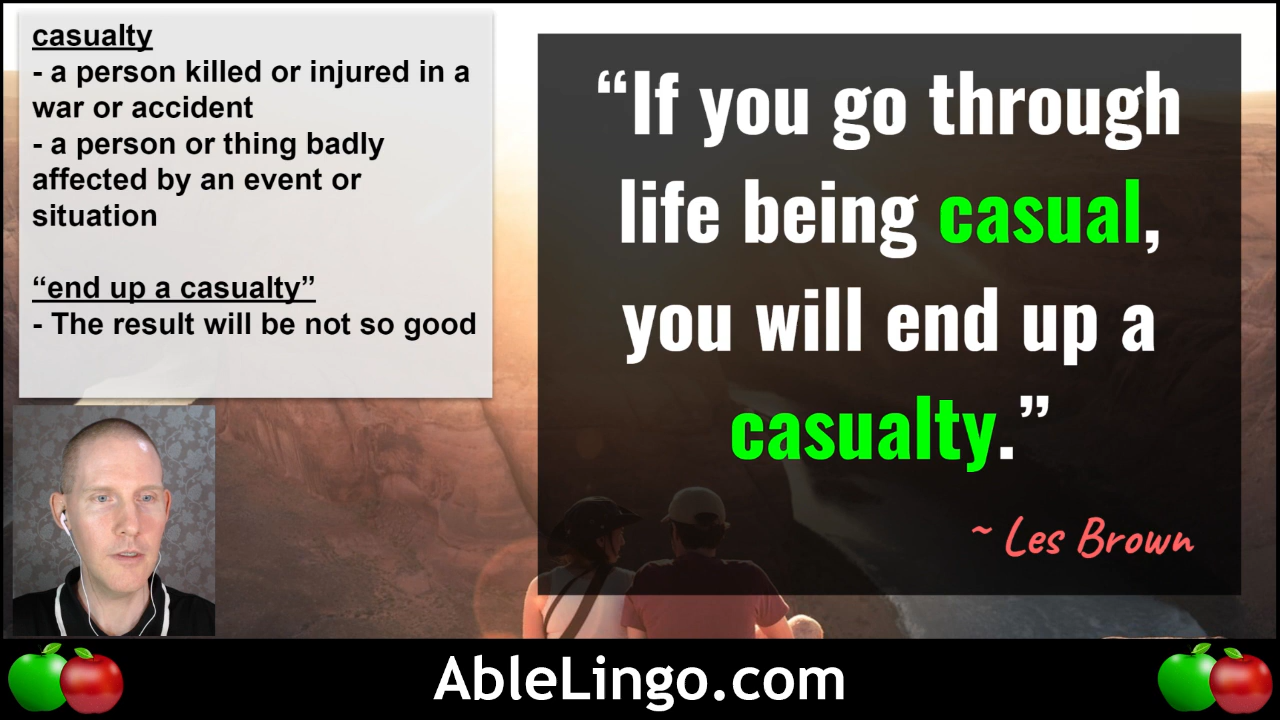 casualty
- a person killed or injured in a
war or accident
- a person or thing badly
affected by an event or
situation
“end up a casualty”
- The result will be not so good
“If you go through
life being casual,
you will end up a
casualty.”
~ Les Brown
AbleLingo.com